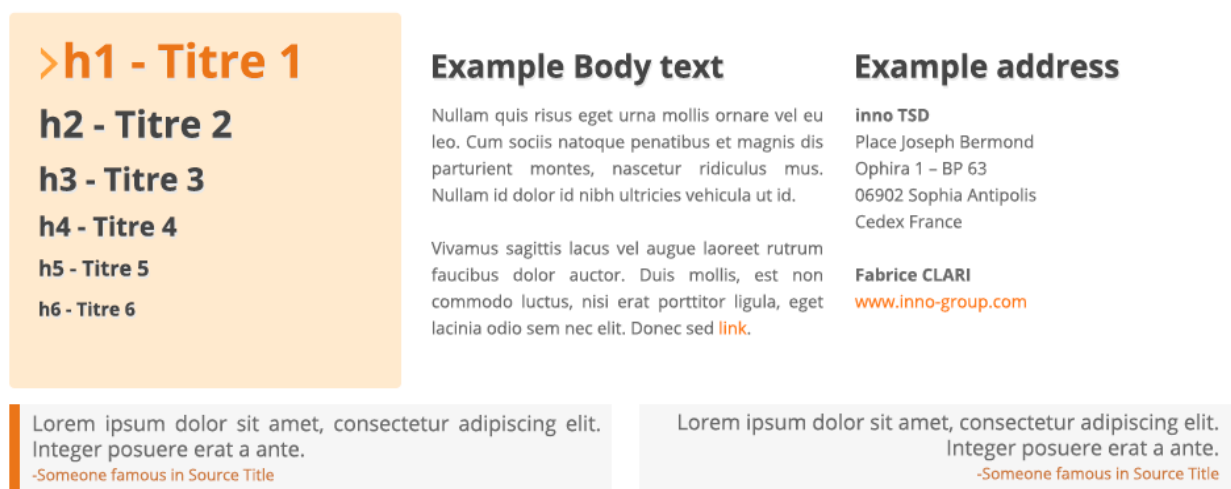 >h1 - Titre 1
h2 - Titre 2
h3 - Titre 3
h4 - Titre 4
h5 - Titre 5
h6 - Titre 6
Example Body text
Nullam quis risus eget urna mollis ornare vel eu
leo. Cum sociis natoque penatibus et magnis dis
parturient montes, nascetur ridiculus mus.
Nullam id dolor id nibh ultricies vehicula ut id.
Vivamus sagittis lacus vel augue laoreet rutrum
faucibus dolor auctor. Duis mollis, est non
commodo luctus, nisi erat porttitor ligula, eget
lacinia odio sem nec elit. Donec sed link.
Example address
inno TSD
Place Joseph Bermond
Ophira 1 – BP 63
06902 Sophia Antipolis
Cedex France
Fabrice CLARI
www.inno-group.com
Lorem ipsum dolor sit amet, consectetur adipiscing elit.
Integer posuere erat a ante.
-Someone famous in Source Title
Lorem ipsum dolor sit amet, consectetur adipiscing elit.
Integer posuere erat a ante.
-Someone famous in Source Title